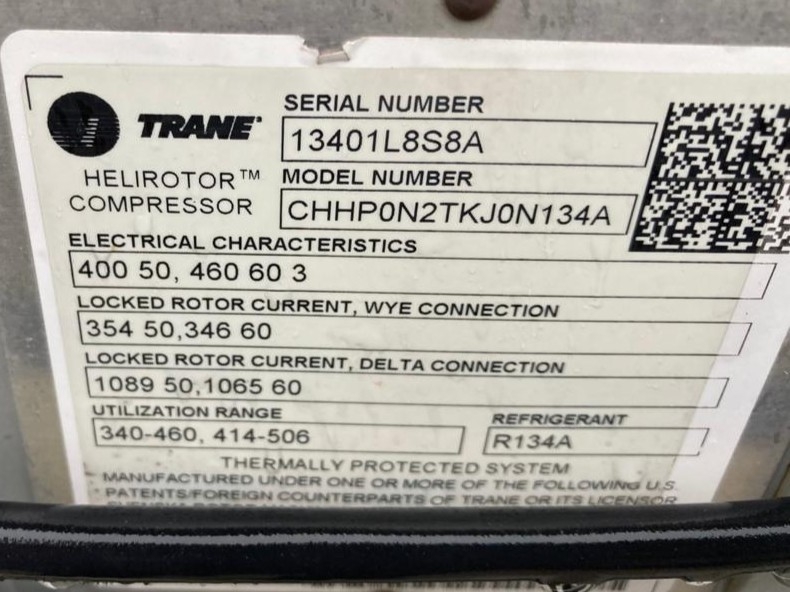 TRANE
SERIAL NUMBER
13401L8S8A
HELIROTOR™
COMPRESSOR
MODEL NUMBER
CHHP0N2TKJ0N134A
ELECTRICAL CHARACTERISTICS
400 50, 460 60 3
LOCKED ROTOR CURRENT, WYE CONNECTION
354 50,346 60
LOCKED ROTOR CURRENT, DELTA CONNECTION
1089 50,1065 60
UTILIZATION RANGE
340-460, 414-506
REFRIGERANT
R134A
THERMALLY PROTECTED SYSTEM
MANUFACTURED UNDER ONE OR MORE OF THE FOLLOWING U.S.
PATENTS/FOREIGN COUNTERPARTS OF TRANE OR ITS LICENSOR